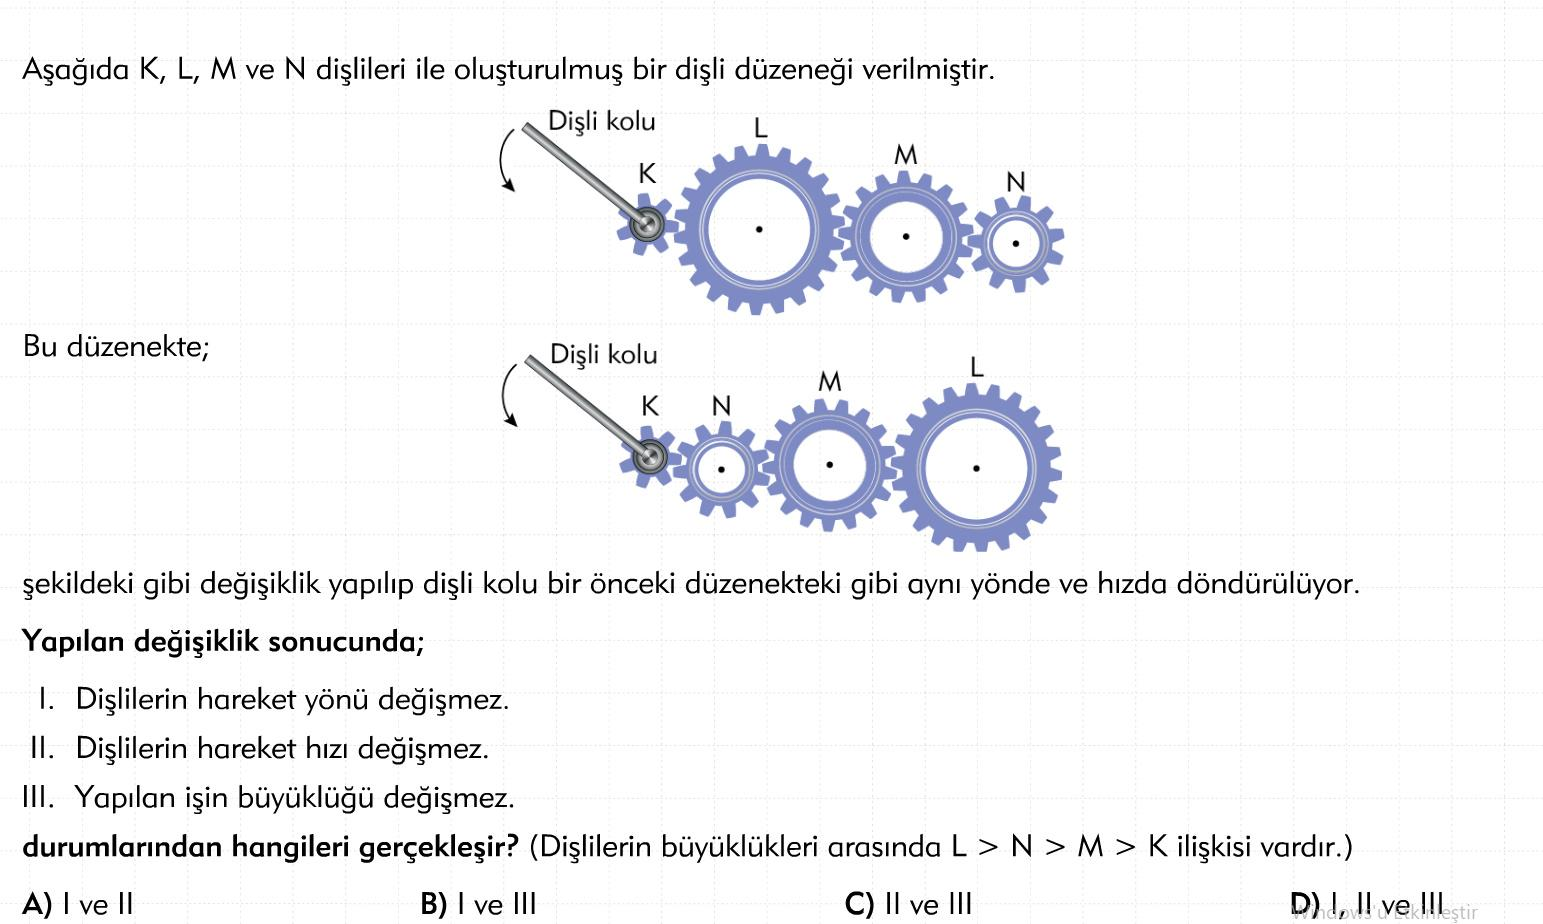 Aşağıda K, L, M ve N dişlileri ile oluşturulmuş bir dişli düzeneği verilmiştir.
Dişli kolu
K
L
M
N
Bu düzenekte;
Dişli kolu
K
N
M
L
şekildeki gibi değişiklik yapılıp dişli kolu bir önceki düzenekteki gibi aynı yönde ve hızda döndürülüyor.
Yapılan değişiklik sonucunda;
I. Dişlilerin hareket yönü değişmez.
II. Dişlilerin hareket hızı değişmez.
III. Yapılan işin büyüklüğü değişmez.
durumlarından hangileri gerçekleşir? (Dişlilerin büyüklükleri arasında L > N > M > K ilişkisi vardır.)
A) I ve II B) I ve III C) II ve III D) I, II ve III
Windows'u Etkinleştir